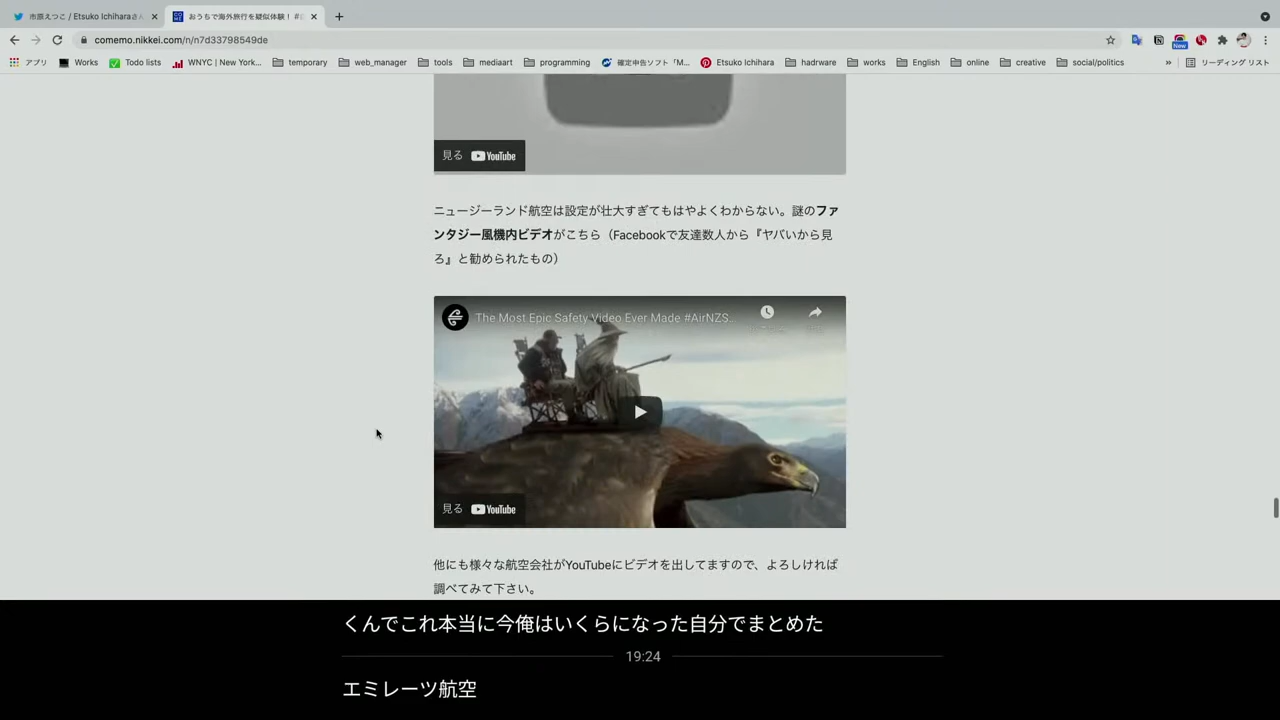 市原えつこ / Etsuko Ichiharaさん
おうちで海外旅行を疑似体験！ #
comemo.nikkei.com/n/n7d33798549de
New
アプリ
Works
Todo lists
WNYC | New York...
temporary
web_manager
tools
mediaart
programming
確定申告ソフト「M...
Etsuko Ichihara
hadrware
works
English
online
creative
social/politics
»
リーディング リスト
見る YouTube
ニュージーランド航空は設定が壮大すぎてもはやよくわからない。謎のファ
ンタジー風機内ビデオがこちら（Facebookで友達数人から『ヤバいから見
ろ』と勧められたもの）
The Most Epic Safety Video Ever Made #AirNZS...
見る YouTube
他にも様々な航空会社がYouTubeにビデオを出してますので、よろしければ
調べてみて下さい。
くんでこれ本当に今俺はいくらになった自分でまとめた
19:24
エミレーツ航空